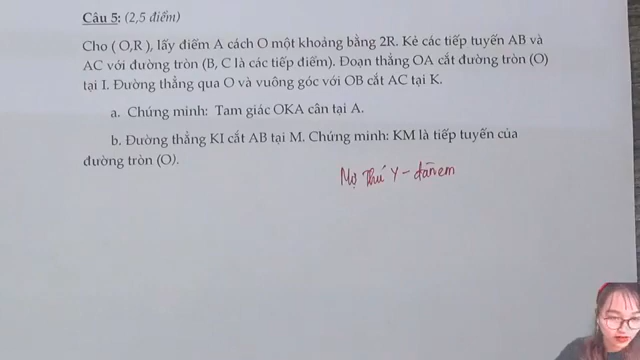 Câu 5: (2,5 điểm)
Cho ( O,R ), lấy điểm A cách O một khoảng bằng 2R. Kẻ các tiếp tuyến AB và
AC với đường tròn (B, C là các tiếp điểm). Đoạn thẳng OA cắt đường tròn (O)
tại I. Đường thẳng qua O và vuông góc với OB cắt AC tại K.
a. Chứng minh: Tam giác OKA cân tại A.
b. Đường thẳng KI cắt AB tại M. Chứng minh: KM là tiếp tuyến của
đường tròn (O).
Mợ Thứ Y - đàn em